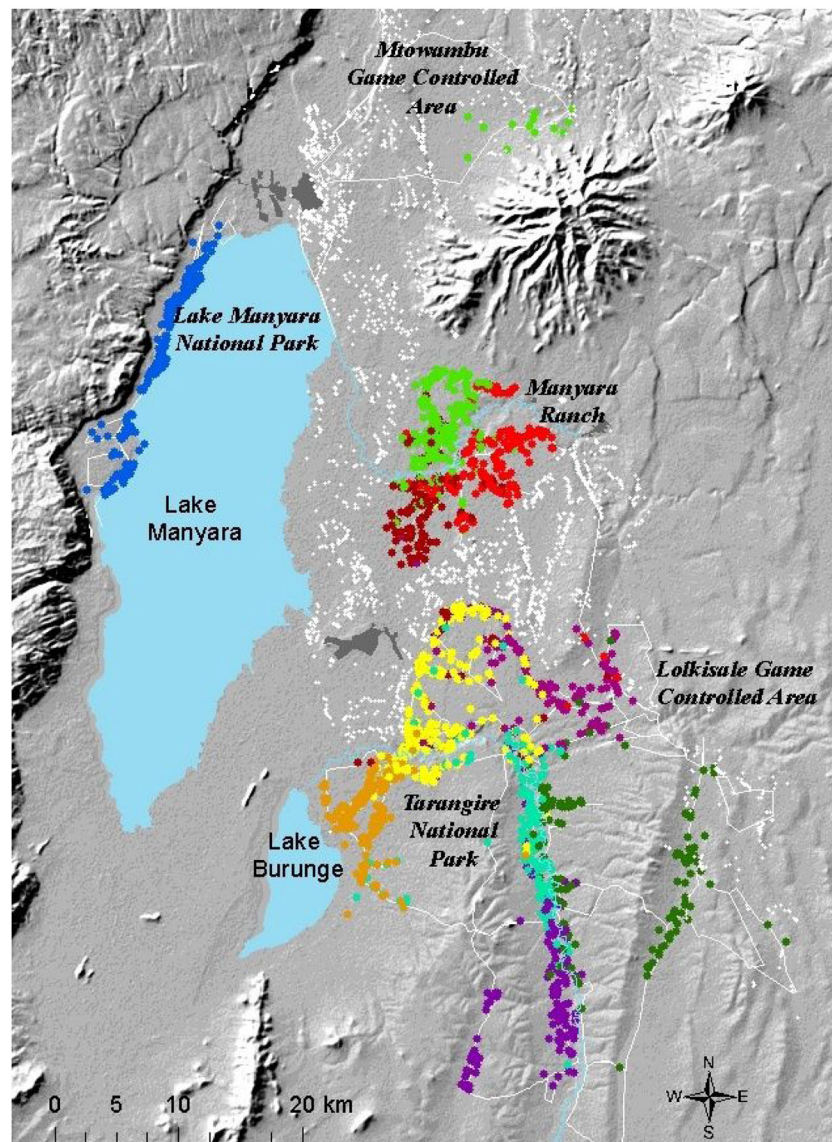 Mtowambu
Game Controlled
Area
Lake Manyara
National Park
Manyara
Ranch
Lake
Manyara
Lolkisale Game
Controlled Area
Tarangire
National
Park
Lake
Burunge
0 5 10 20 km
N
W E
S